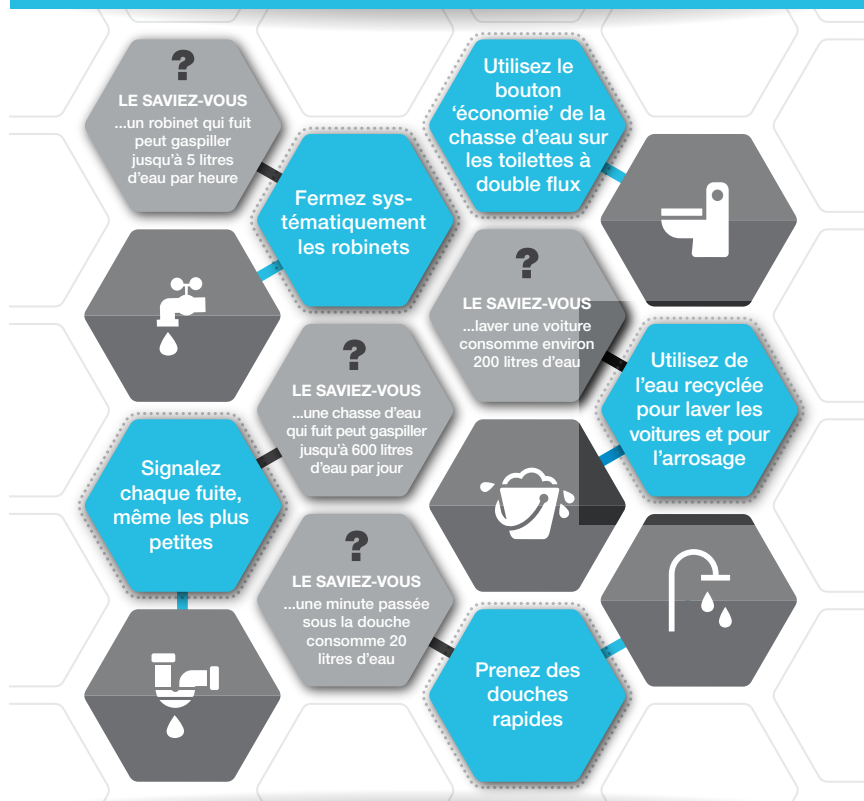 ?
LE SAVIEZ-VOUS
...un robinet qui fuit
peut gaspiller
jusqu'à 5 litres
d'eau par heure
Utilisez le
bouton
‘économie’ de la
chasse d'eau sur
les toilettes à
double flux
Fermez sys-
tématiquement
les robinets
?
LE SAVIEZ-VOUS
...laver une voiture
consomme environ
200 litres d'eau
?
LE SAVIEZ-VOUS
...une chasse d'eau
qui fuit peut gaspiller
jusqu'à 600 litres
d'eau par jour
Utilisez de
l'eau recyclée
pour laver les
voitures et pour
l'arrosage
Signalez
chaque fuite,
même les plus
petites
?
LE SAVIEZ-VOUS
...une minute passée
sous la douche
consomme 20
litres d'eau
Prenez des
douches
rapides